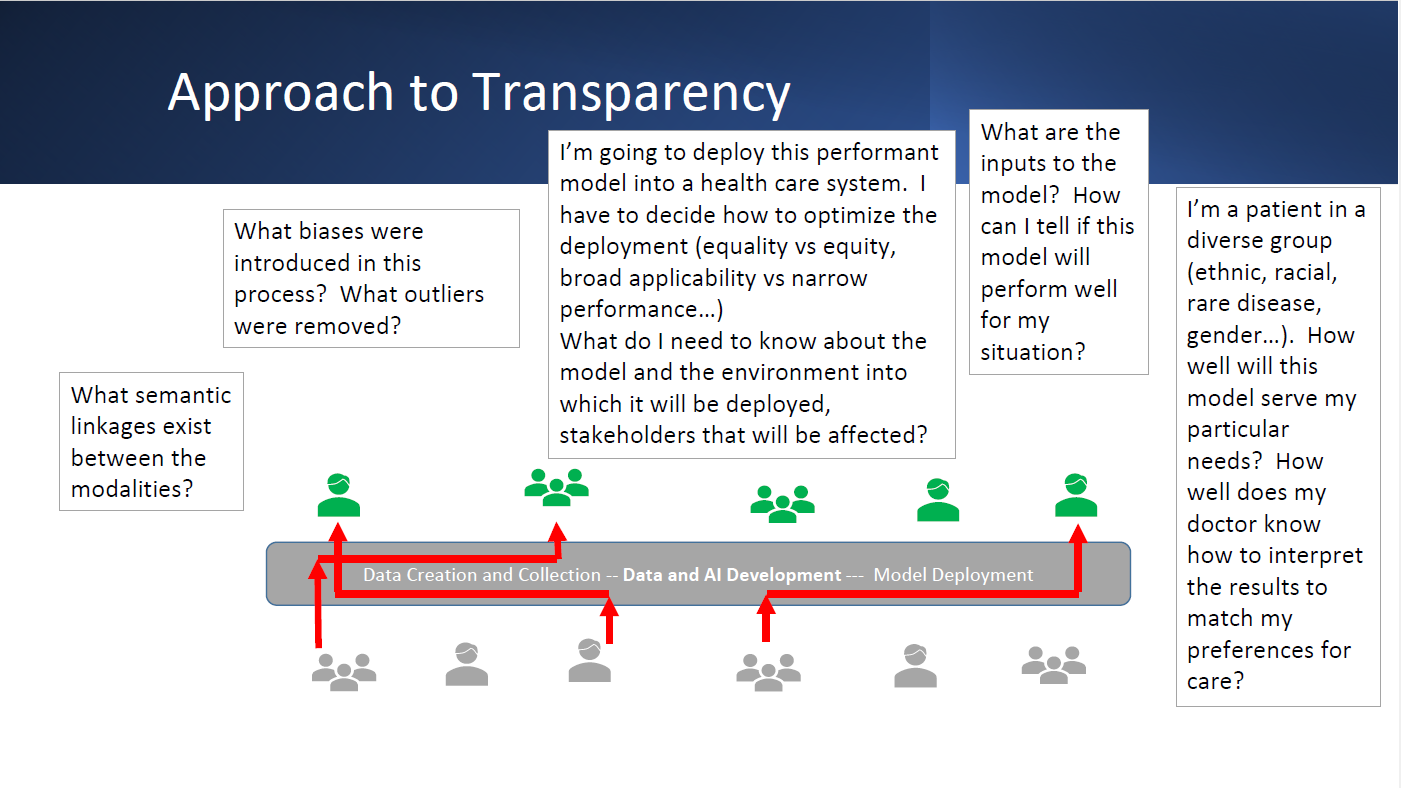 Approach to Transparency
What are the
inputs to the
model?  How
can I tell if this
model will
perform well
for my
situation?
I’m going to deploy this performant
model into a health care system.  I
have to decide how to optimize the
deployment (equality vs equity,
broad applicability vs narrow
performance…)
What do I need to know about the
model and the environment into
which it will be deployed,
stakeholders that will be affected?
I’m a patient in a
diverse group
(ethnic, racial,
rare disease,
gender…).  How
well will this
model serve my
particular
needs?  How
well does my
doctor know
how to interpret
the results to
match my
preferences for
care?
What biases were
introduced in this
process?  What outliers
were removed?
What semantic
linkages exist
between the
modalities?
Data Creation and Collection -- Data and AI Development ---  Model Deployment